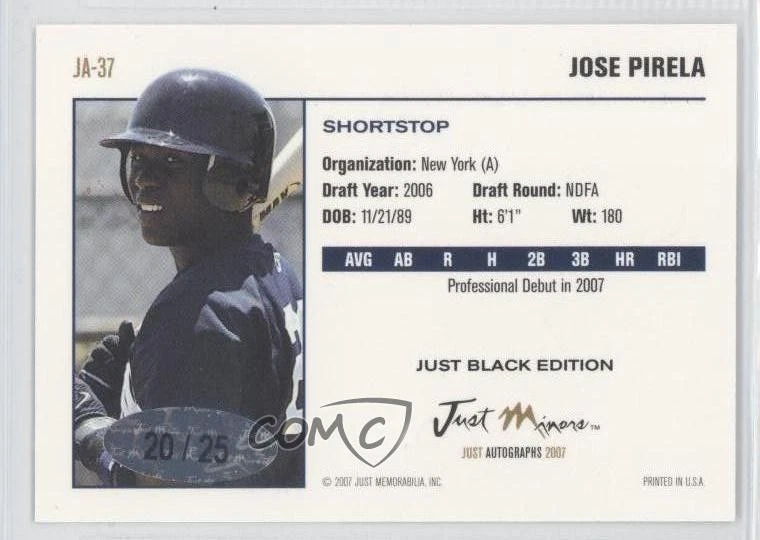 JA-37
JOSE PIRELA
SHORTSTOP
Organization: New York (A)
Draft Year: 2006 Draft Round: NDFA
DOB: 11/21/89 Ht: 6'1" Wt: 180
AVG AB R H 2B 3B HR RBI
Professional Debut in 2007
JUST BLACK EDITION
Just Minors™
JUST AUTOGRAPHS 2007
20/25
COMC
© 2007 JUST MEMORABILIA, INC.
PRINTED IN U.S.A.